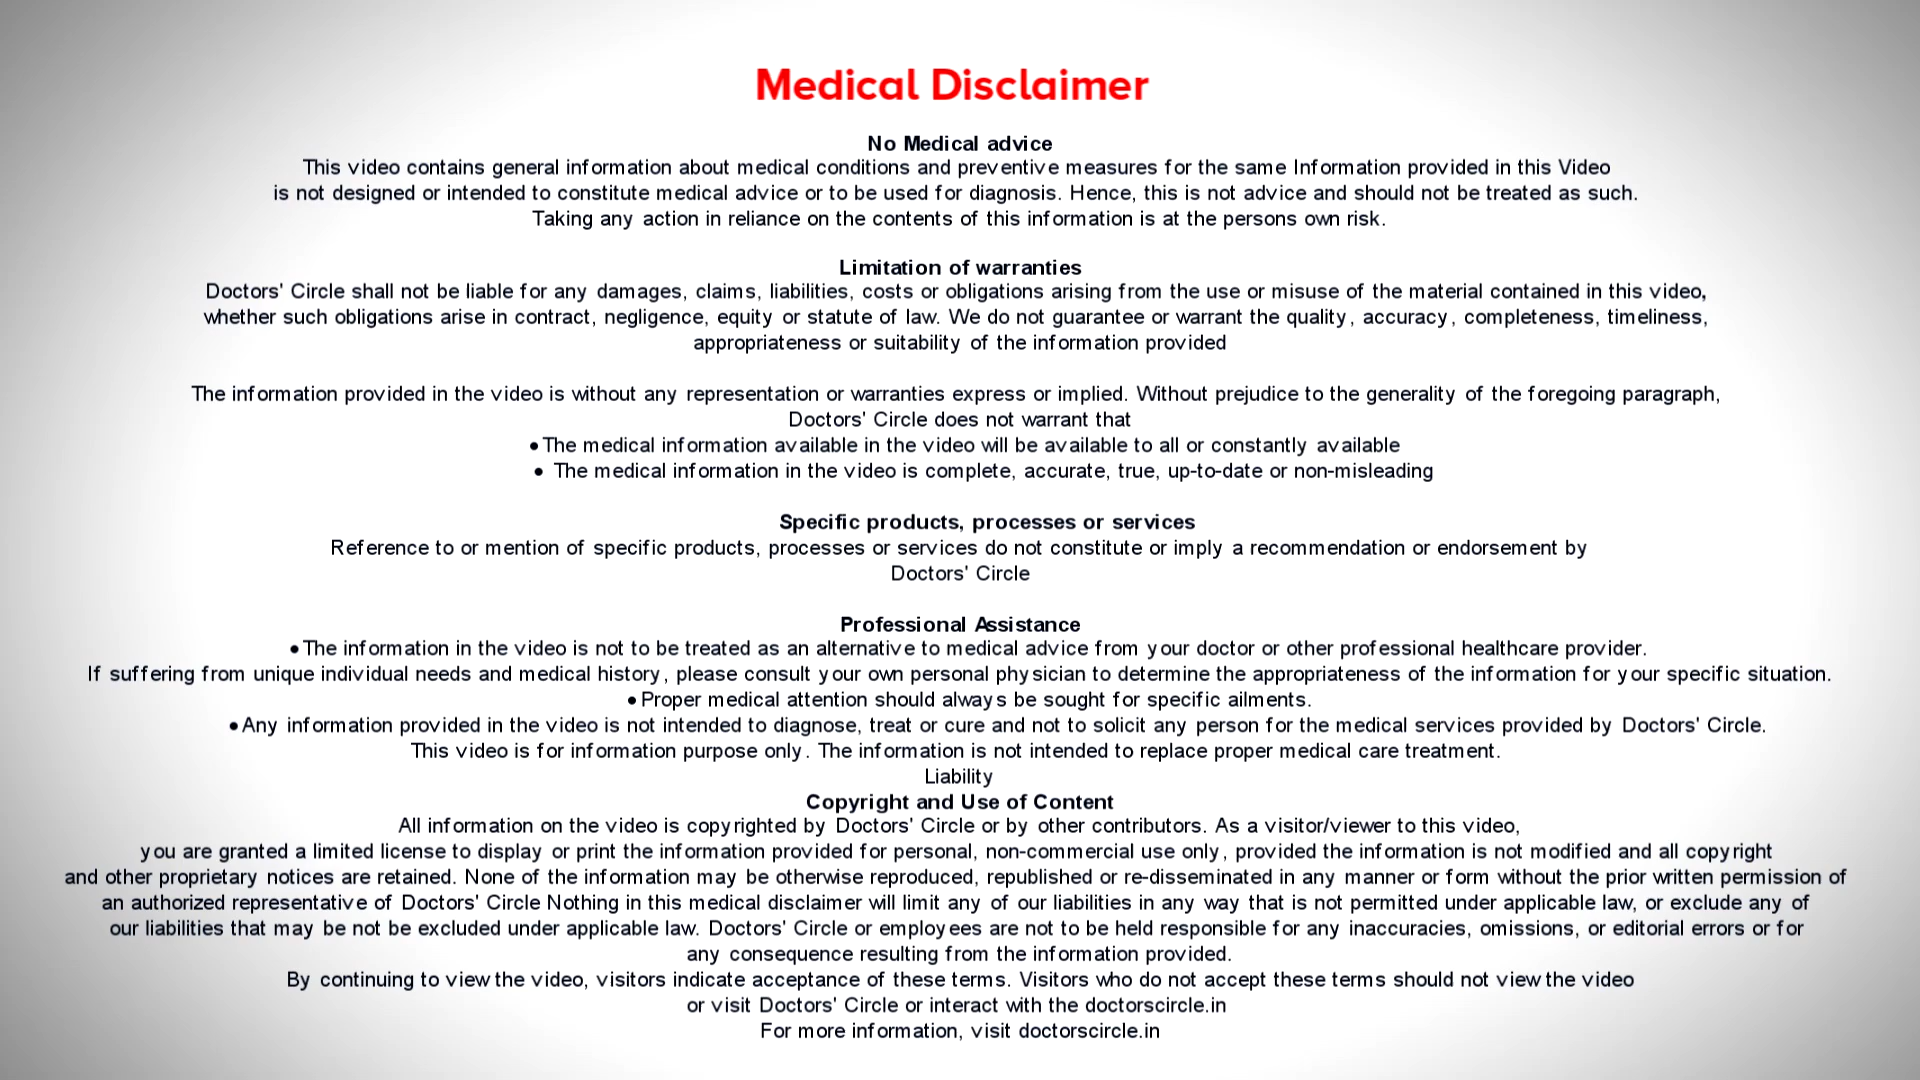 Medical Disclaimer
No Medical advice
This video contains general information about medical conditions and preventive measures for the same Information provided in this Video
is not designed or intended to constitute medical advice or to be used for diagnosis. Hence, this is not advice and should not be treated as such.
Taking any action in reliance on the contents of this information is at the persons own risk.
Limitation of warranties
Doctors' Circle shall not be liable for any damages, claims, liabilities, costs or obligations arising from the use or misuse of the material contained in this video,
whether such obligations arise in contract, negligence, equity or statute of law. We do not guarantee or warrant the quality, accuracy, completeness, timeliness,
appropriateness or suitability of the information provided
The information provided in the video is without any representation or warranties express or implied. Without prejudice to the generality of the foregoing paragraph,
Doctors' Circle does not warrant that
• The medical information available in the video will be available to all or constantly available
• The medical information in the video is complete, accurate, true, up-to-date or non-misleading
Specific products, processes or services
Reference to or mention of specific products, processes or services do not constitute or imply a recommendation or endorsement by
Doctors' Circle
Professional Assistance
• The information in the video is not to be treated as an alternative to medical advice from your doctor or other professional healthcare provider.
If suffering from unique individual needs and medical history, please consult your own personal physician to determine the appropriateness of the information for your specific situation.
• Proper medical attention should always be sought for specific ailments.
• Any information provided in the video is not intended to diagnose, treat or cure and not to solicit any person for the medical services provided by Doctors' Circle.
This video is for information purpose only. The information is not intended to replace proper medical care treatment.
Liability
Copyright and Use of Content
All information on the video is copyrighted by Doctors' Circle or by other contributors. As a visitor/viewer to this video,
you are granted a limited license to display or print the information provided for personal, non-commercial use only, provided the information is not modified and all copyright
and other proprietary notices are retained. None of the information may be otherwise reproduced, republished or re-disseminated in any manner or form without the prior written permission of
an authorized representative of Doctors' Circle Nothing in this medical disclaimer will limit any of our liabilities in any way that is not permitted under applicable law, or exclude any of
our liabilities that may be not be excluded under applicable law. Doctors' Circle or employees are not to be held responsible for any inaccuracies, omissions, or editorial errors or for
any consequence resulting from the information provided.
By continuing to view the video, visitors indicate acceptance of these terms. Visitors who do not accept these terms should not view the video
or visit Doctors' Circle or interact with the doctorscircle.in
For more information, visit doctorscircle.in